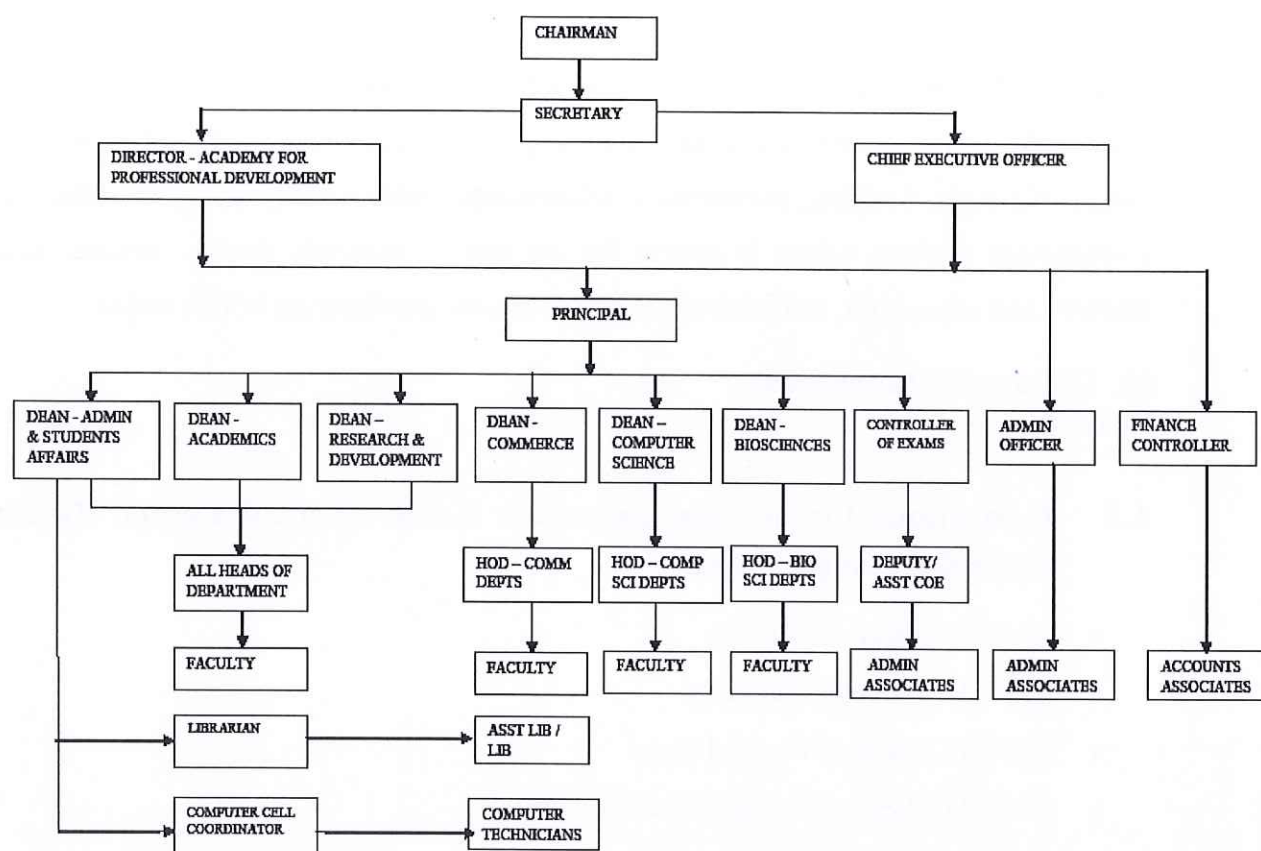 CHAIRMAN
SECRETARY
DIRECTOR - ACADEMY FOR
PROFESSIONAL DEVELOPMENT
CHIEF EXECUTIVE OFFICER
PRINCIPAL
DEAN - ADMIN
& STUDENTS
AFFAIRS
DEAN -
ACADEMICS
DEAN –
RESEARCH &
DEVELOPMENT
DEAN -
COMMERCE
DEAN –
COMPUTER
SCIENCE
DEAN -
BIOSCIENCES
CONTROLLER
OF EXAMS
ADMIN
OFFICER
FINANCE
CONTROLLER
ALL HEADS OF
DEPARTMENT
HOD – COMM
DEPTS
HOD – COMP
SCI DEPTS
HOD – BIO
SCI DEPTS
DEPUTY/
ASST COE
FACULTY
FACULTY
FACULTY
FACULTY
ADMIN
ASSOCIATES
ADMIN
ASSOCIATES
ACCOUNTS
ASSOCIATES
LIBRARIAN
ASST LIB /
LIB
COMPUTER CELL
COORDINATOR
COMPUTER
TECHNICIANS